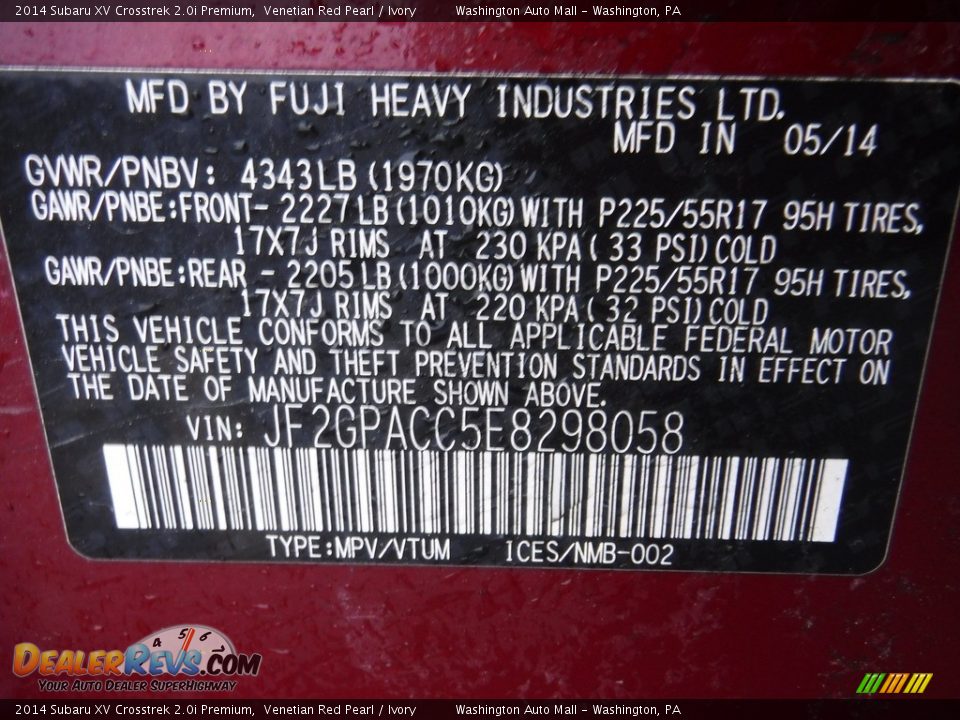 2014 Subaru XV Crosstrek 2.0i Premium,  Venetian Red Pearl / Ivory          Washington Auto Mall - Washington, PA
MFD BY FUJI HEAVY INDUSTRIES LTD.
MFD IN 05/14
GVWR/PNBV: 4343LB(1970KG)
GAWR/PNBE:FRONT- 2227LB(1010KG)WITH P225/55R17 95H TIRES,
17X7J RIMS AT 230 KPA( 33 PSI)COLD
GAWR/PNBE:REAR - 2205LB(1000KG)WITH P225/55R17 95H TIRES,
17X7J RIMS AT 220 KPA( 32 PSI)COLD
THIS VEHICLE CONFORMS TO ALL APPLICABLE FEDERAL MOTOR
VEHICLE SAFETY AND THEFT PREVENTION STANDARDS IN EFFECT ON
THE DATE OF MANUFACTURE SHOWN ABOVE.
VIN: JF2GPACC5E8298058
TYPE:MPV/VTUM ICES/NMB-002
4 5 6
DEALERREVS.COM
YOUR AUTO DEALER SUPERHIGHWAY
2014 Subaru XV Crosstrek 2.0i Premium,  Venetian Red Pearl / Ivory          Washington Auto Mall - Washington, PA